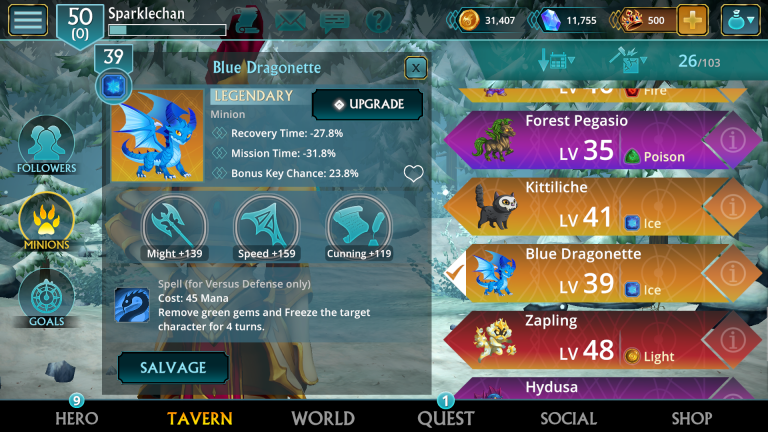 50
(0)
Sparklechan
31,407
11,755
500
39
Blue Dragonette
X
LEGENDARY
Minion
UPGRADE
Recovery Time: -27.8%
Mission Time: -31.8%
Bonus Key Chance: 23.8%
Might +139
Speed +159
Cunning +119
Spell (for Versus Defense only)
Cost: 45 Mana
Remove green gems and Freeze the target
character for 4 turns.
SALVAGE
FOLLOWERS
MINIONS
GOALS
26/103
Fire
Forest Pegasio
LV 35 Poison
Kittiliche
LV 41 Ice
Blue Dragonette
LV 39 Ice
Zapling
LV 48 Light
Hydusa
9
HERO
TAVERN
WORLD
1
QUEST
SOCIAL
SHOP